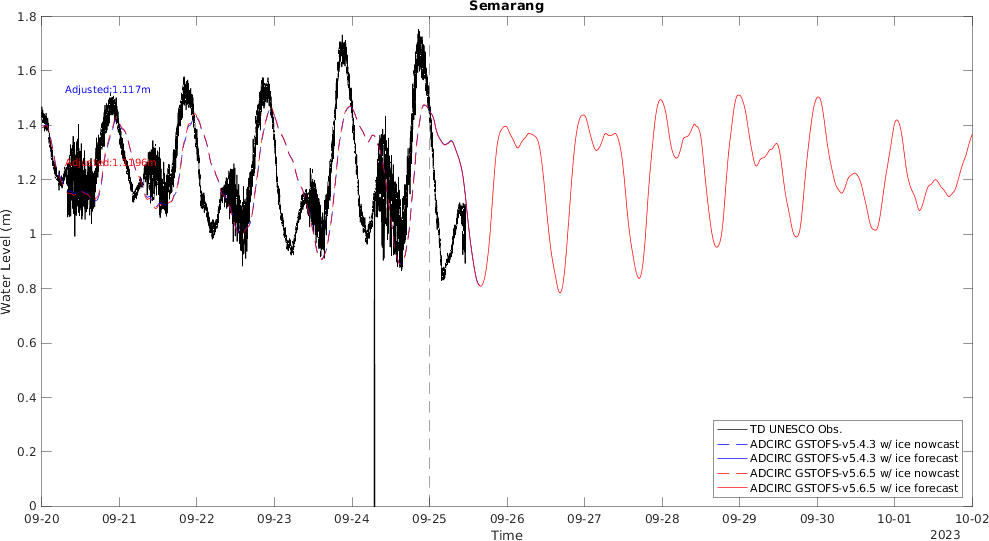 Semarang
1.8
1.6
1.4
1.2
1
0.8
0.6
0.4
0.2
0
Water Level (m)
Adjusted:1.117m
09-20
09-21
09-22
09-23
09-24
09-25
09-26
09-27
09-28
09-29
09-30
10-01
10-02
Time
2023
TD UNESCO Obs.
ADCIRC GSTOFS-v5.4.3 w/ ice nowcast
ADCIRC GSTOFS-v5.4.3 w/ ice forecast
ADCIRC GSTOFS-v5.6.5 w/ ice nowcast
ADCIRC GSTOFS-v5.6.5 w/ ice forecast